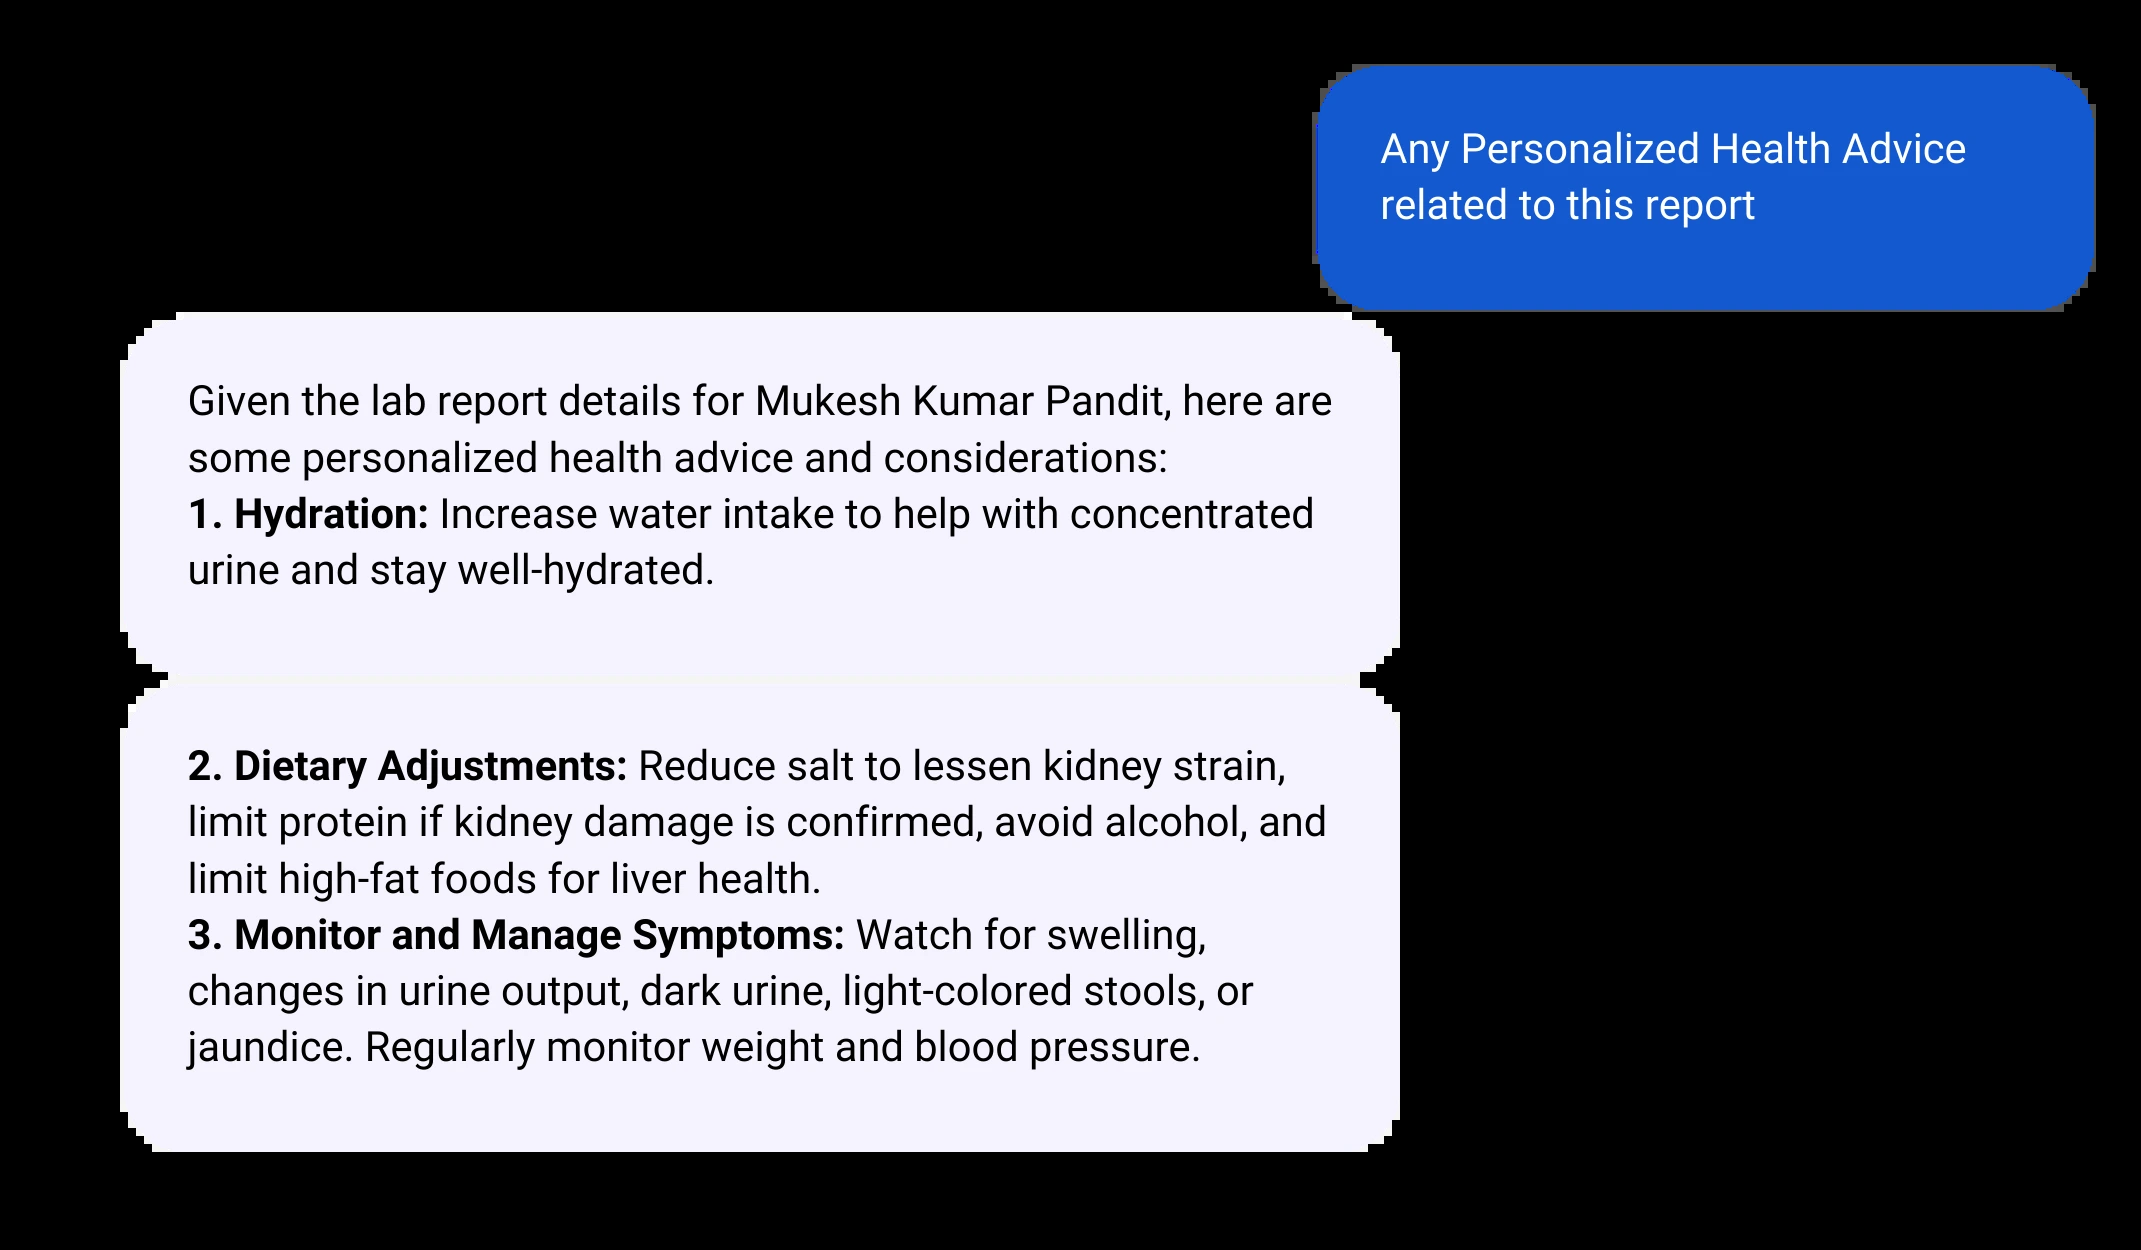 Any Personalized Health Advice
related to this report
Given the lab report details for Mukesh Kumar Pandit, here are
some personalized health advice and considerations:
1. Hydration: Increase water intake to help with concentrated
urine and stay well-hydrated.
2. Dietary Adjustments: Reduce salt to lessen kidney strain,
limit protein if kidney damage is confirmed, avoid alcohol, and
limit high-fat foods for liver health.
3. Monitor and Manage Symptoms: Watch for swelling,
changes in urine output, dark urine, light-colored stools, or
jaundice. Regularly monitor weight and blood pressure.